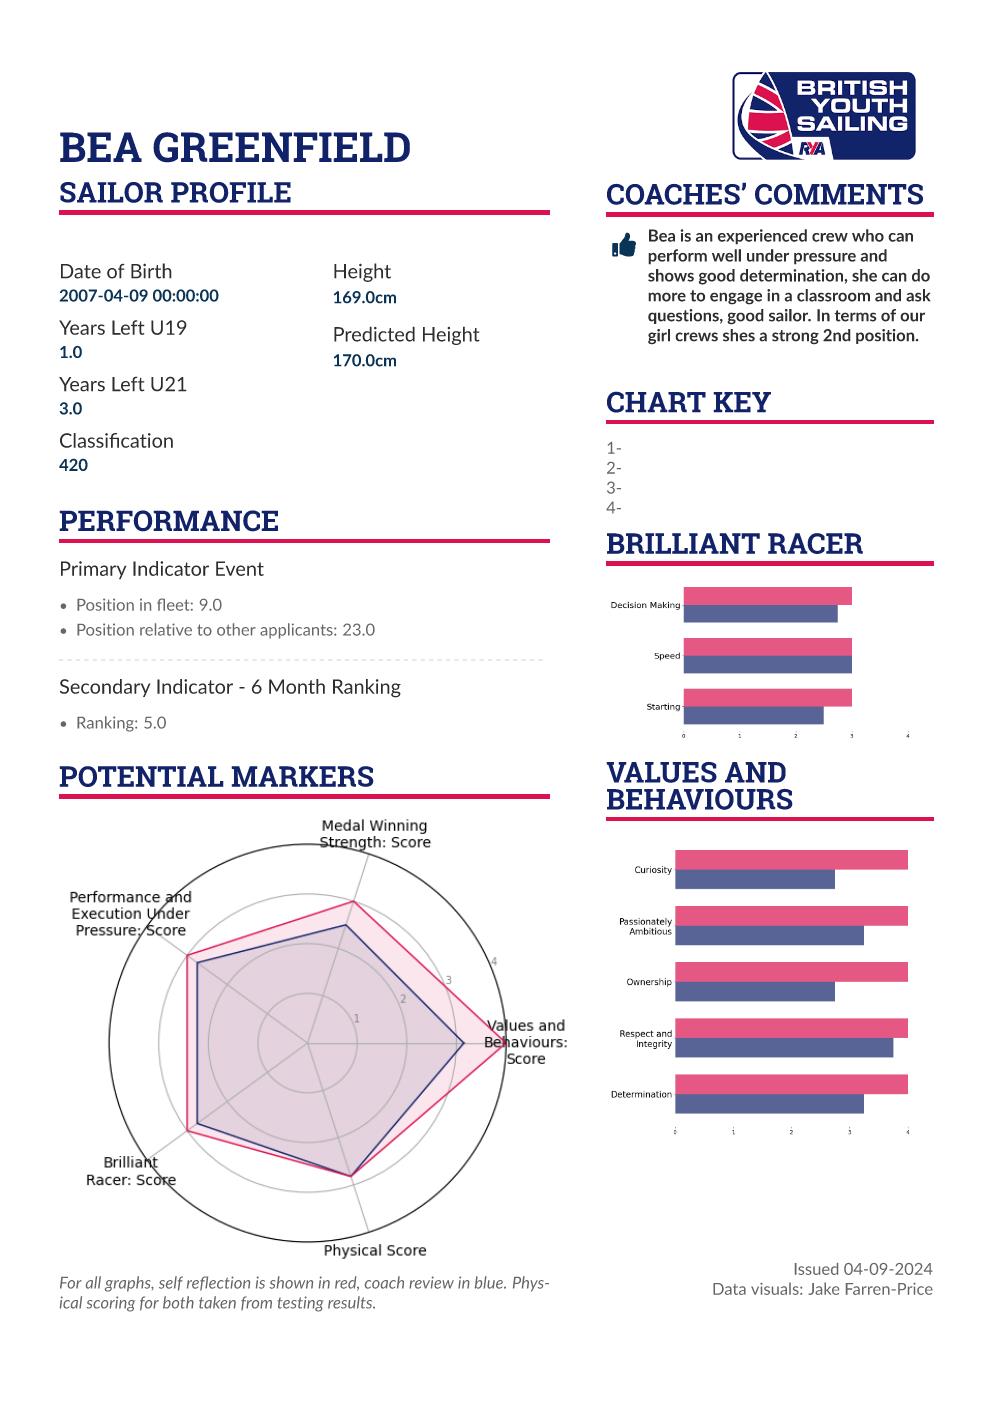 BRITISH
YOUTH
SAILING
RYA
BEA GREENFIELD
SAILOR PROFILE
Date of Birth
2007-04-09 00:00:00
Years Left U19
1.0
Years Left U21
3.0
Classification
420
Height
169.0cm
Predicted Height
170.0cm
PERFORMANCE
Primary Indicator Event
• Position in fleet: 9.0
• Position relative to other applicants: 23.0
Secondary Indicator - 6 Month Ranking
• Ranking: 5.0
POTENTIAL MARKERS
Medal Winning
Strength: Score
Performance and
Execution Under
Pressure: Score
4
3
2
1
Values and
Behaviours:
Score
Brilliant
Racer: Score
Physical Score
For all graphs, self reflection is shown in red, coach review in blue. Phys-
ical scoring for both taken from testing results.
COACHES' COMMENTS
Bea is an experienced crew who can
perform well under pressure and
shows good determination, she can do
more to engage in a classroom and ask
questions, good sailor. In terms of our
girl crews shes a strong 2nd position.
CHART KEY
1-
2-
3-
4-
BRILLIANT RACER
Decision Making
Speed
Starting
0 1 2 3 4
VALUES AND
BEHAVIOURS
Curiosity
Passionately
Ambitious
Ownership
Respect and
Integrity
Determination
0 1 2 3 4
Issued 04-09-2024
Data visuals: Jake Farren-Price